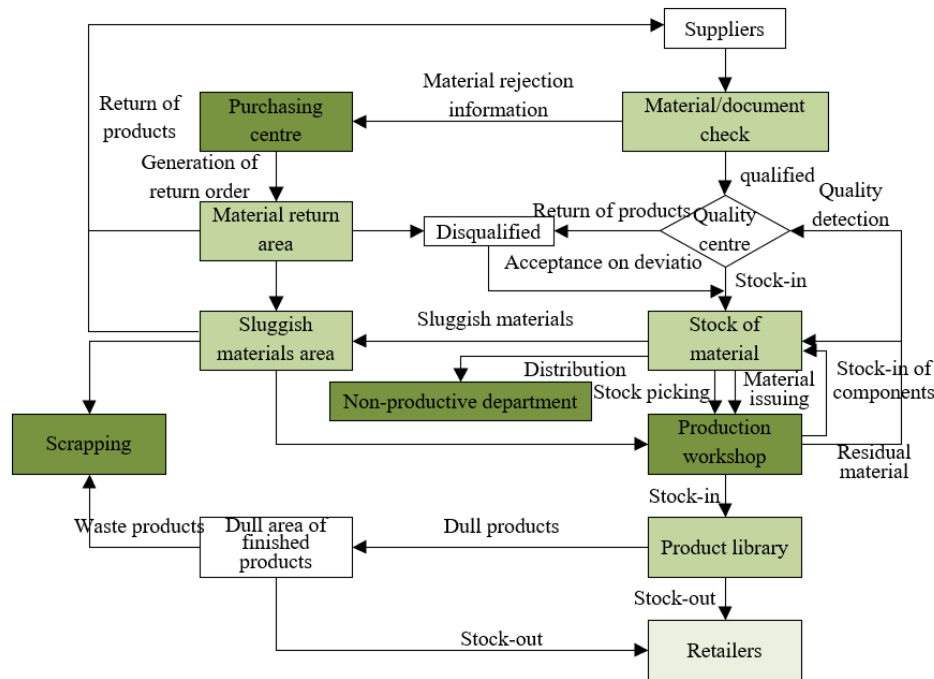 Suppliers
Return of
products
Purchasing
centre
Material rejection
information
Material/document
check
Generation of
return order
qualified
Quality
detection
Material return
area
Disqualified
Return of products
Quality
centre
Acceptance on deviatio
Stock-in
Sluggish
materials area
Sluggish materials
Stock of
material
Distribution
Non-productive department
Stock picking
Material
issuing
Stock-in of
components
Scrapping
Production
workshop
Residual
material
Stock-in
Waste products
Dull area of
finished
products
Dull products
Product library
Stock-out
Stock-out
Retailers